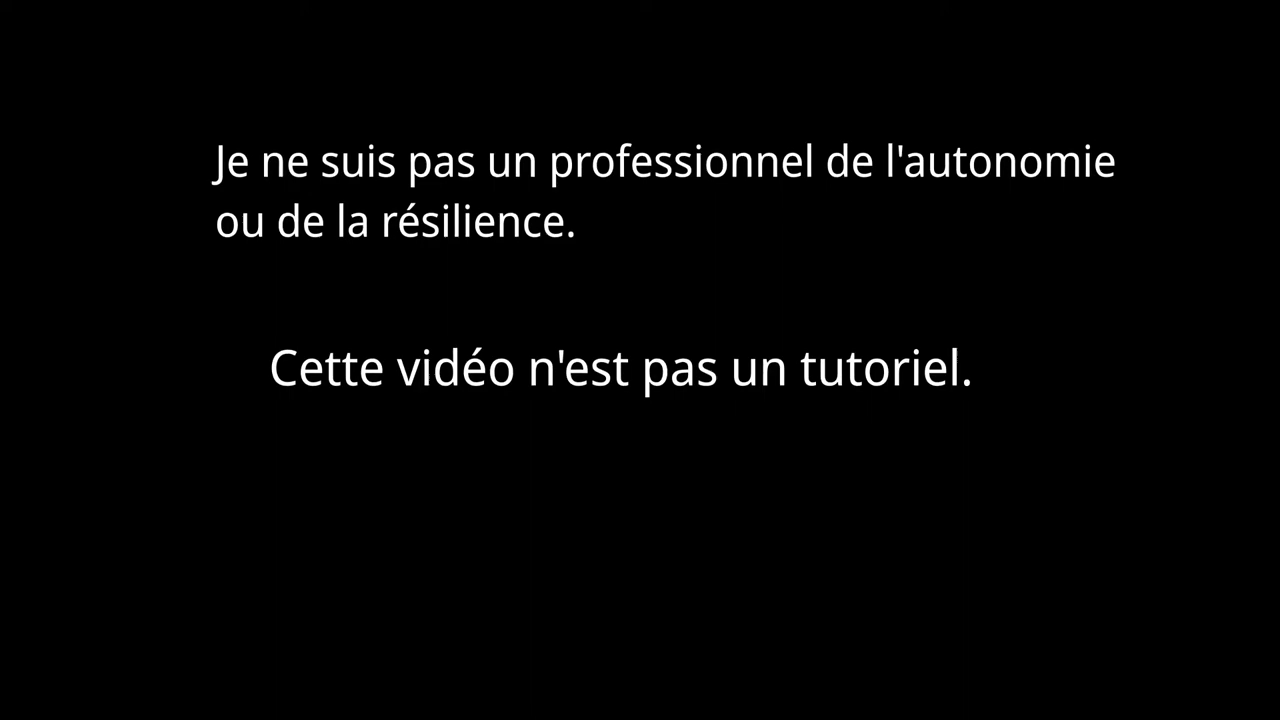 Je ne suis pas un professionnel de l'autonomie
ou de la résilience.
Cette vidéo n'est pas un tutoriel.